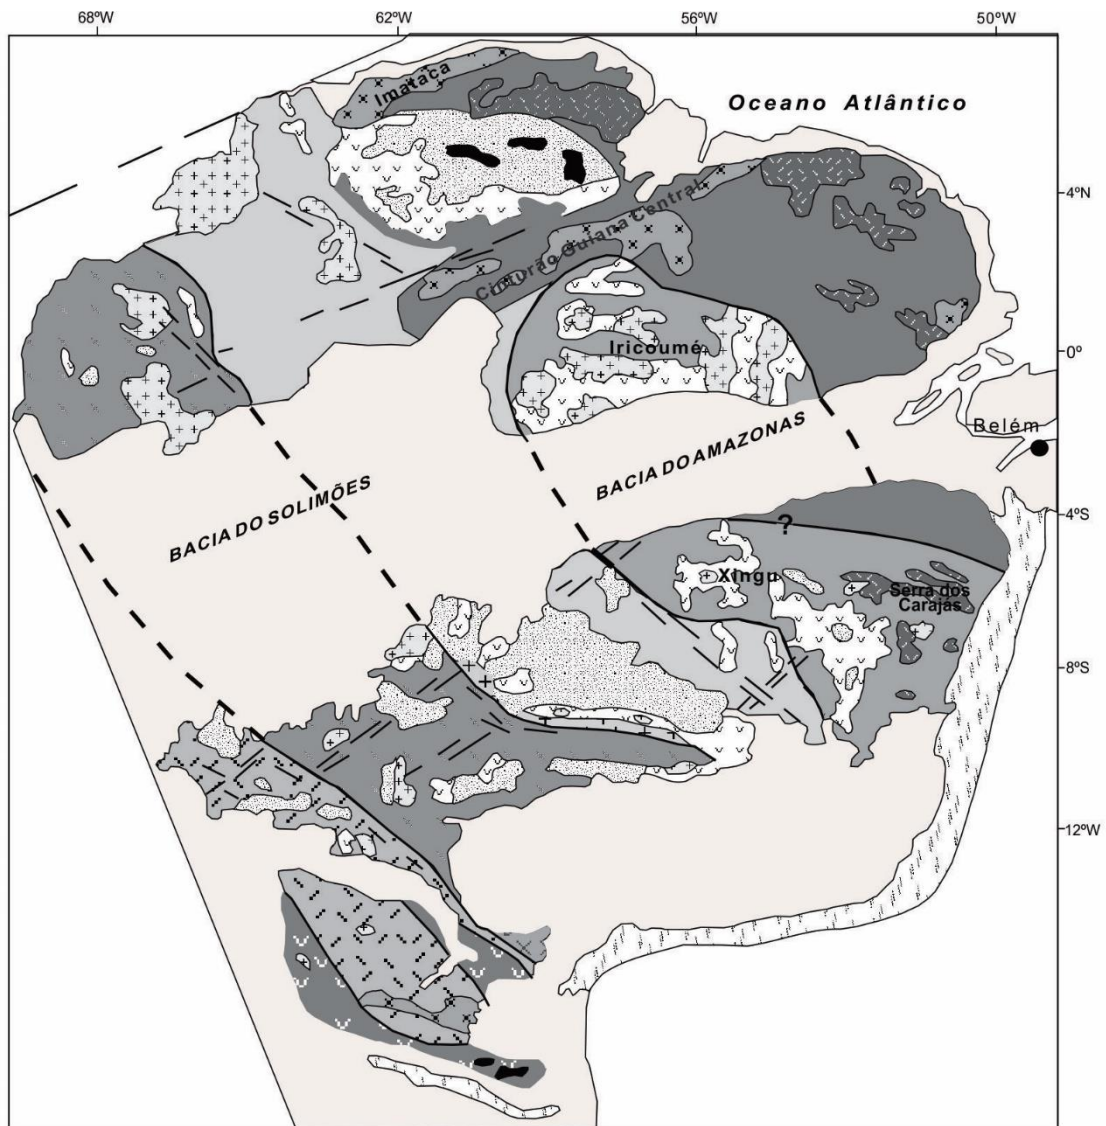 68ºW
62ºW
56ºW
50ºW
Imataca
Oceano Atlântico
4ºN
Cinturão Guiana Central
Iricoumé
0º
Belém
BACIA DO AMAZONAS
BACIA DO SOLIMÕES
4ºS
?
Xingu
Serra dos
Carajás
8ºS
12ºW